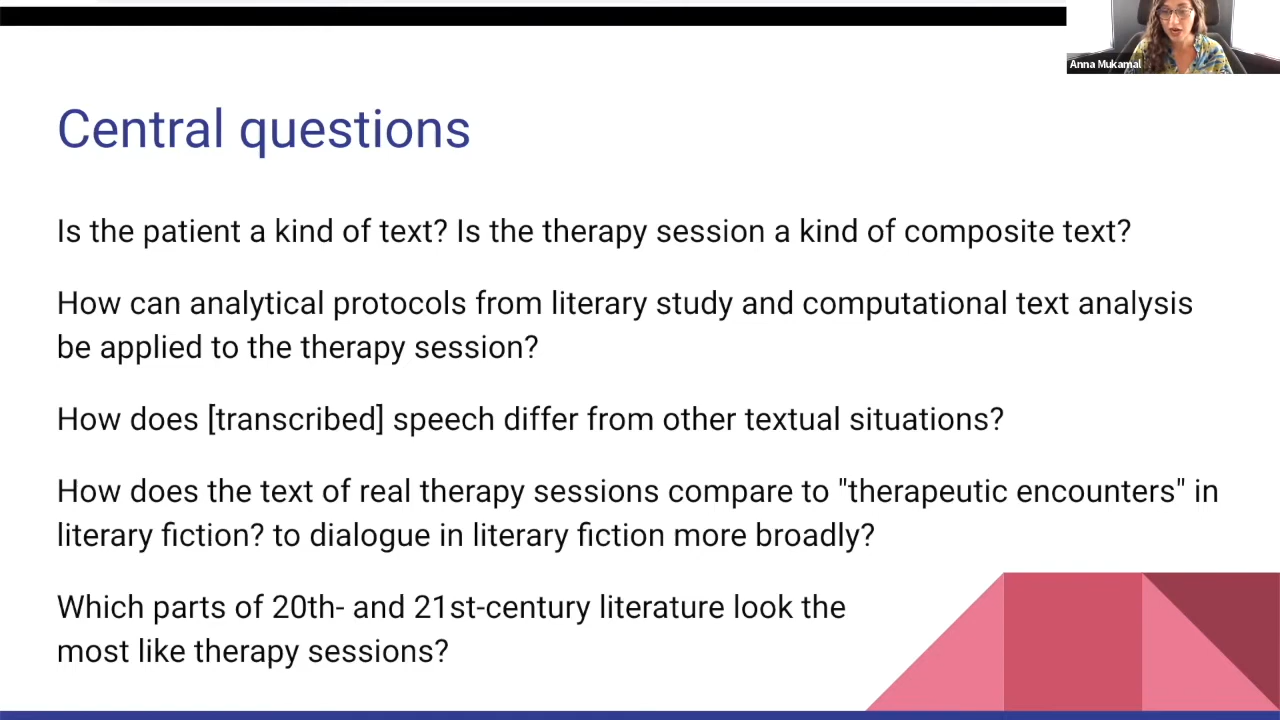 Anna Mukamal
Central questions
Is the patient a kind of text? Is the therapy session a kind of composite text?
How can analytical protocols from literary study and computational text analysis
be applied to the therapy session?
How does [transcribed] speech differ from other textual situations?
How does the text of real therapy sessions compare to "therapeutic encounters" in
literary fiction? to dialogue in literary fiction more broadly?
Which parts of 20th- and 21st-century literature look the
most like therapy sessions?